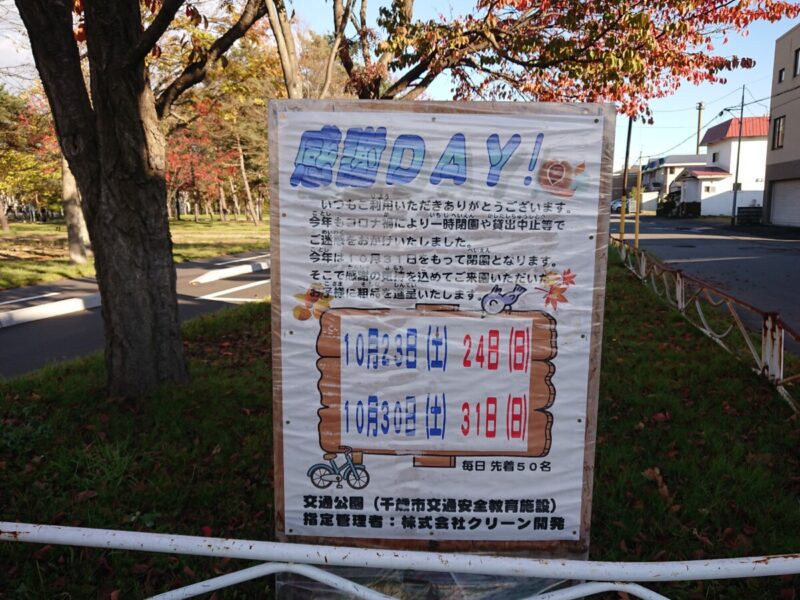 感謝DAY!
いつもご利用いただきありがとうございます。
今年もコロナ禍により一時閉園や貸出中止等で
ご迷惑をおかけいたしました。
今年は10月31日をもって閉園となります。
そこで感謝の気持を込めてご来園いただいた
お子様に粗品を進呈いたします。
10月23日(土) 24日(日)
10月30日(土) 31日(日)
毎日 先着50名
交通公園(千歳市交通安全教育施設)
指定管理者:株式会社クリーン開発